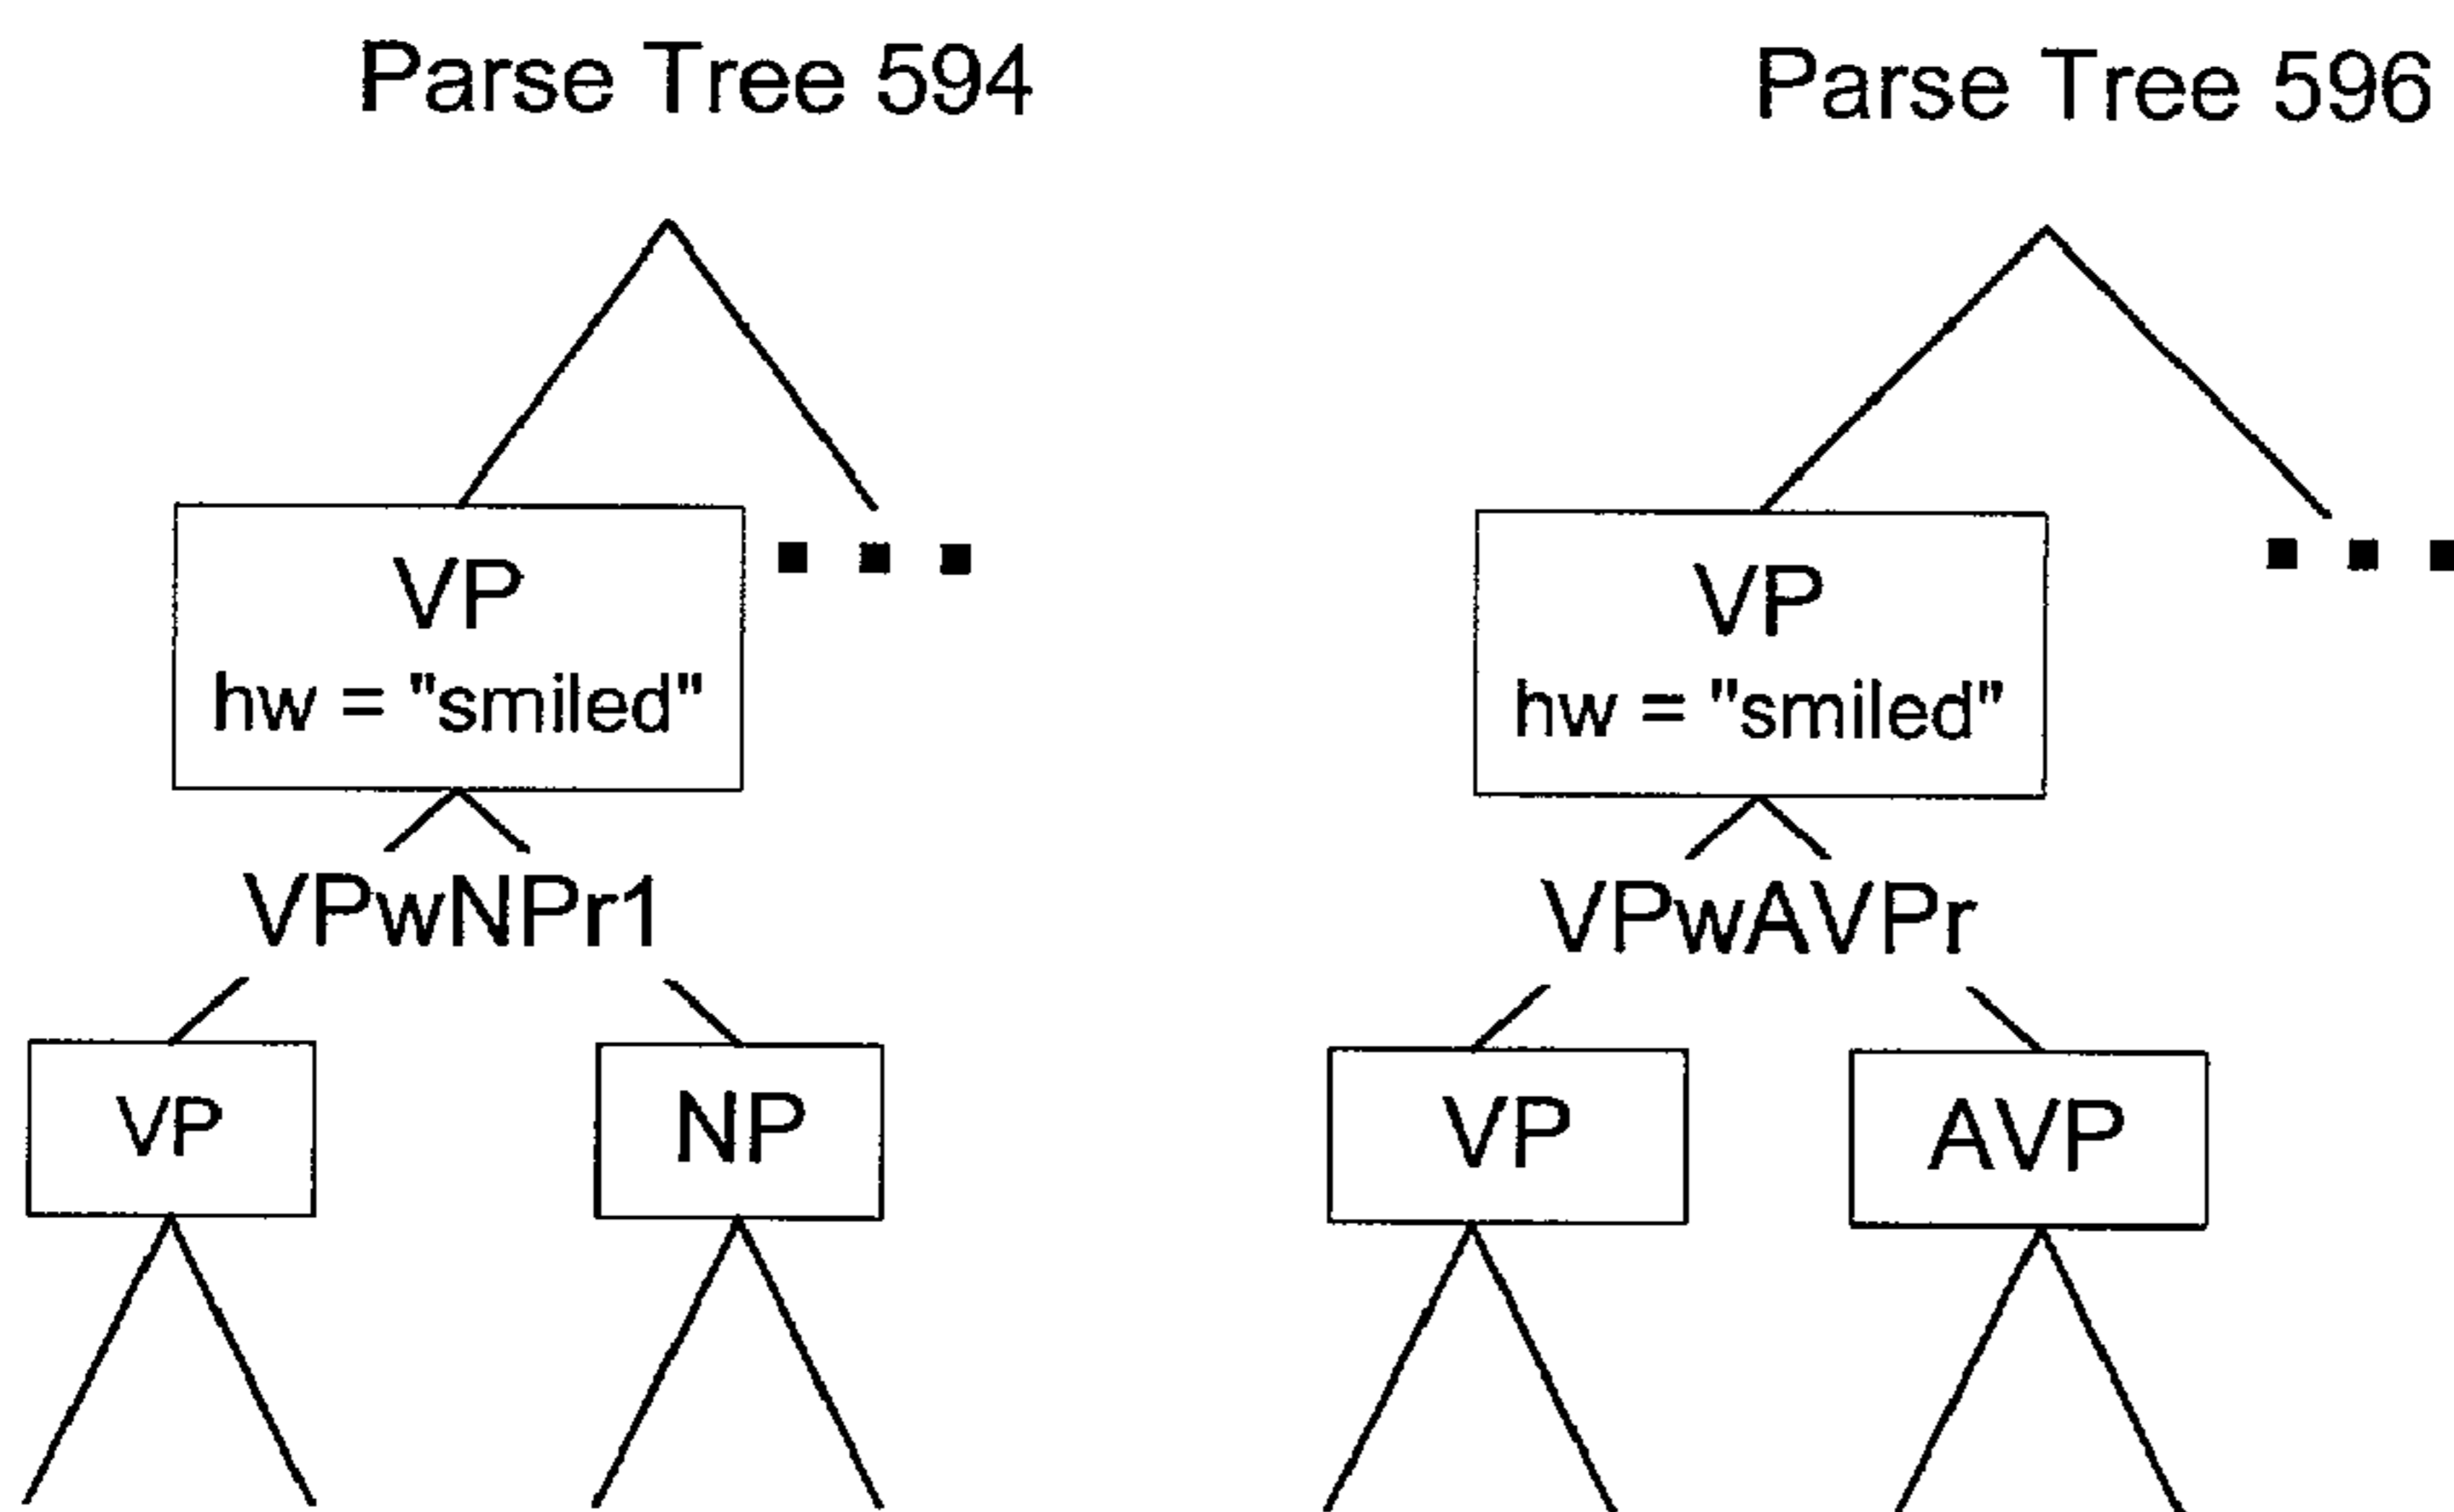 Parse Tree 594
VP
hw = "smiled"
VPwNPr1
VP
NP
Parse Tree 596
VP
hw = "smiled"
VPwAVPr
VP
AVP